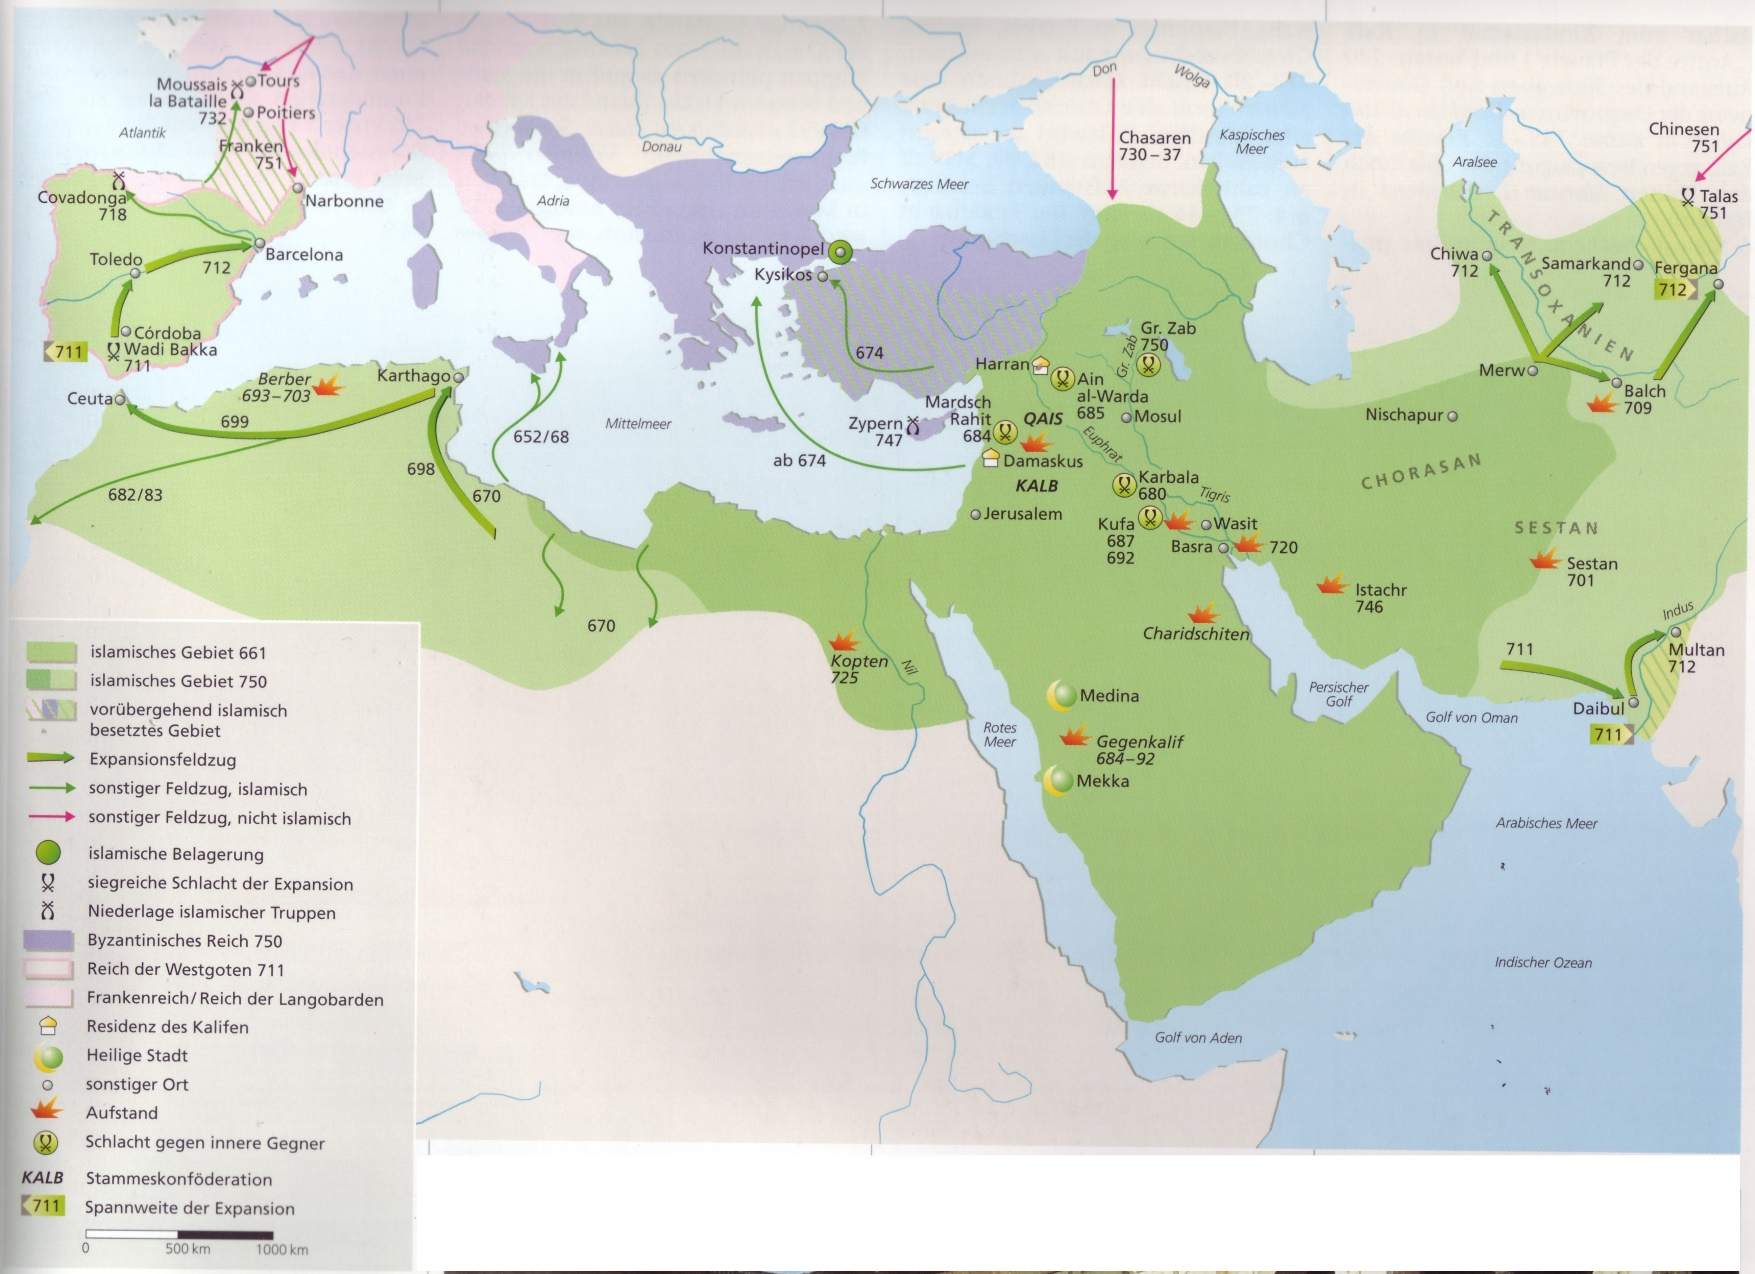 Don
Wolga
Moussais
la Bataille
732
Tours
Poitiers
Atlantik
Franken
751
Covadonga
718
Narbonne
Toledo
712
Barcelona
Córdoba
Wadi Bakka
711
711
Ceuta
Berber
693–703
Karthago
699
682/83
698
670
652/68
670
Adria
Donau
Schwarzes Meer
Konstantinopel
Kysikos
674
Mittelmeer
ab 674
Zypern
747
Chasaren
730–37
Kaspisches
Meer
Aralsee
Chinesen
751
Talas
751
TRANSOXANIEN
Chiwa
712
Samarkand
712
Fergana
712
Merw
Balch
709
Nischapur
CHORASAN
SESTAN
Sestan
701
Gr. Zab
750
Gr. Zab
Harran
Ain
al-Warda
685
Mosul
Mardsch
Rahit
684
QAIS
Damaskus
KALB
Euphrat
Karbala
680
Tigris
Jerusalem
Kufa
687
692
Wasit
Basra
720
Istachr
746
Charidschiten
Kopten
725
Nil
Medina
Gegenkalif
684–92
Mekka
Rotes
Meer
Persischer
Golf
Golf von Oman
711
Indus
Multan
712
Daibul
711
Arabisches Meer
Indischer Ozean
Golf von Aden
islamisches Gebiet 661
islamisches Gebiet 750
vorübergehend islamisch
besetztes Gebiet
Expansionsfeldzug
sonstiger Feldzug, islamisch
sonstiger Feldzug, nicht islamisch
islamische Belagerung
siegreiche Schlacht der Expansion
Niederlage islamischer Truppen
Byzantinisches Reich 750
Reich der Westgoten 711
Frankenreich/Reich der Langobarden
Residenz des Kalifen
Heilige Stadt
sonstiger Ort
Aufstand
Schlacht gegen innere Gegner
KALB Stammeskonföderation
711 Spannweite der Expansion
0 500 km 1000 km